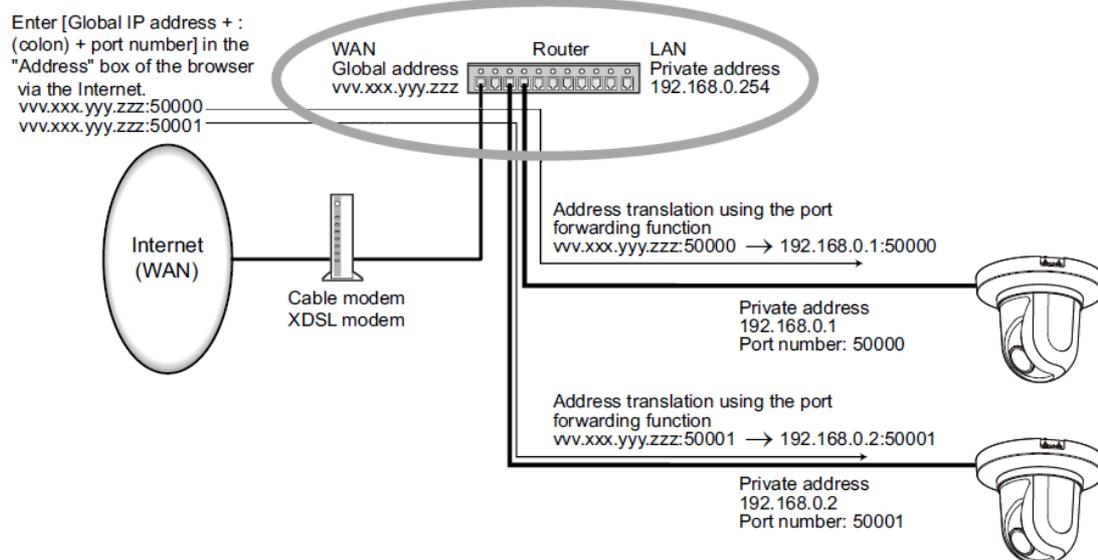 Enter [Global IP address + :
(colon) + port number] in the
"Address" box of the browser
via the Internet.
vvv.xxx.yyy.zzz:50000
vvv.xxx.yyy.zzz:50001
WAN
Global address
vvv.xxx.yyy.zzz
Router
LAN
Private address
192.168.0.254
Internet
(WAN)
Cable modem
XDSL modem
Address translation using the port
forwarding function
vvv.xxx.yyy.zzz:50000 → 192.168.0.1:50000
Private address
192.168.0.1
Port number: 50000
Address translation using the port
forwarding function
vvv.xxx.yyy.zzz:50001 → 192.168.0.2:50001
Private address
192.168.0.2
Port number: 50001